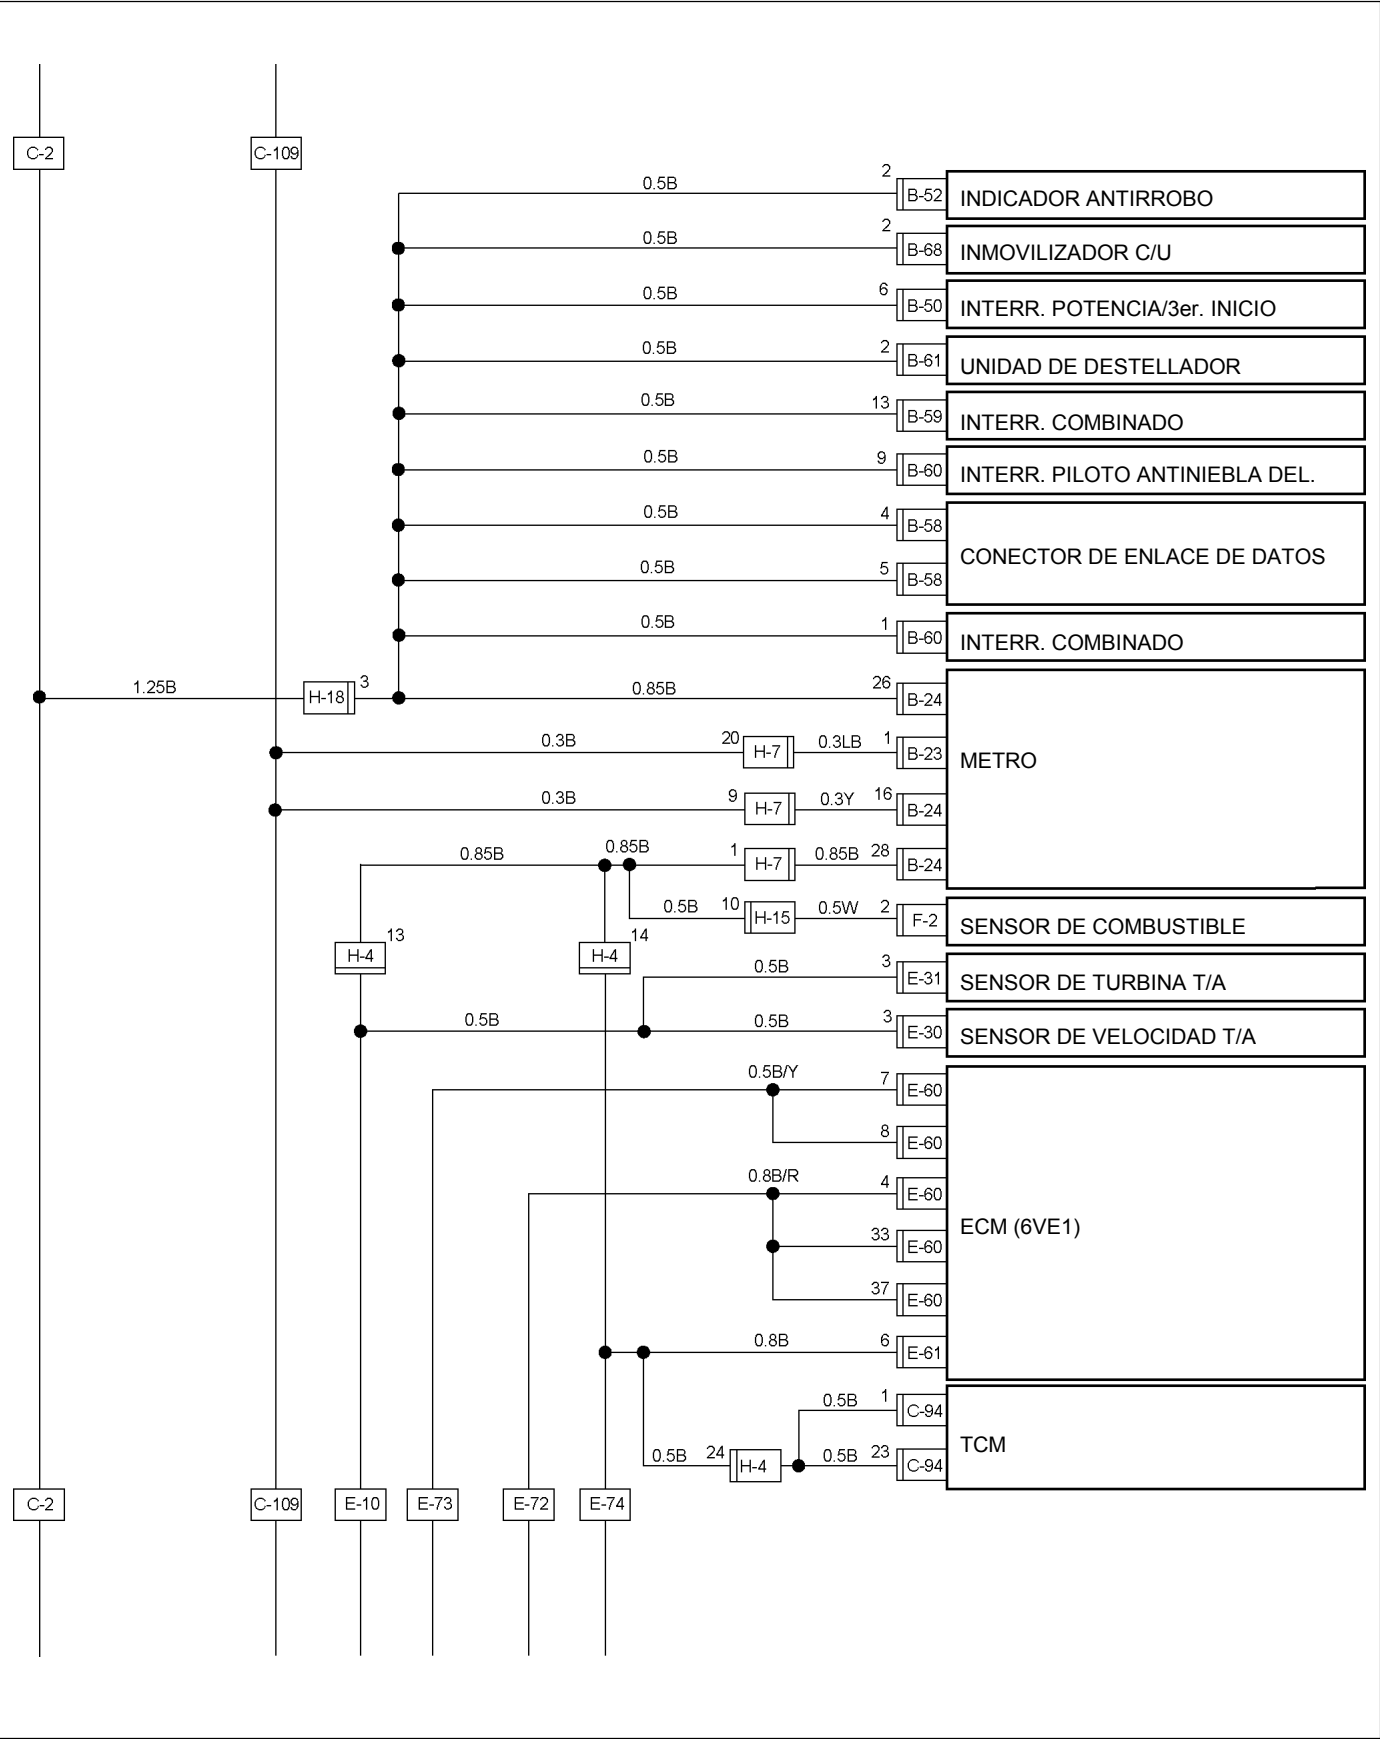 C-2 C-109
0.5B 2 B-52 INDICADOR ANTIRROBO
0.5B 2 B-68 INMOVILIZADOR C/U
0.5B 6 B-50 INTERR. POTENCIA/3er. INICIO
0.5B 2 B-61 UNIDAD DE DESTELLADOR
0.5B 13 B-59 INTERR. COMBINADO
0.5B 9 B-60 INTERR. PILOTO ANTINIEBLA DEL.
0.5B 4 B-58
CONECTOR DE ENLACE DE DATOS
0.5B 5 B-58
0.5B 1 B-60 INTERR. COMBINADO
1.25B H-18 3 0.85B 26 B-24
0.3B 20 H-7 0.3LB 1 B-23 METRO
0.3B 9 H-7 0.3Y 16 B-24
0.85B 0.85B 1 H-7 0.85B 28 B-24
0.5B 10 H-15 0.5W 2 F-2 SENSOR DE COMBUSTIBLE
H-4 13 H-4 14
0.5B 3 E-31 SENSOR DE TURBINA T/A
0.5B 0.5B 3 E-30 SENSOR DE VELOCIDAD T/A
0.5B/Y 7 E-60
8 E-60
0.8B/R 4 E-60
ECM (6VE1)
33 E-60
37 E-60
0.8B 6 E-61
0.5B 1 C-94
TCM
0.5B 24 H-4 0.5B 23 C-94
C-2 C-109 E-10 E-73 E-72 E-74